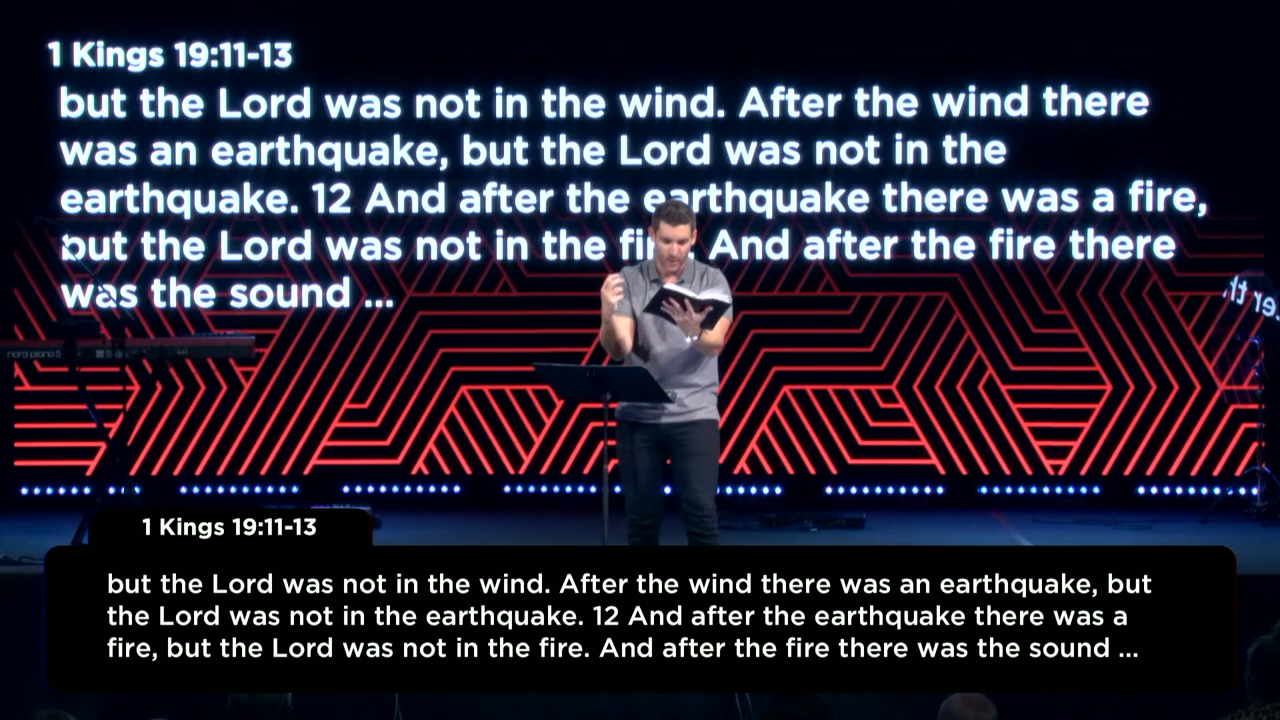 1 Kings 19:11-13
but the Lord was not in the wind. After the wind there
was an earthquake, but the Lord was not in the
earthquake. 12 And after the earthquake there was a fire,
but the Lord was not in the fire. And after the fire there
was the sound ...
nord piano 5
1 Kings 19:11-13
but the Lord was not in the wind. After the wind there was an earthquake, but
the Lord was not in the earthquake. 12 And after the earthquake there was a
fire, but the Lord was not in the fire. And after the fire there was the sound ...